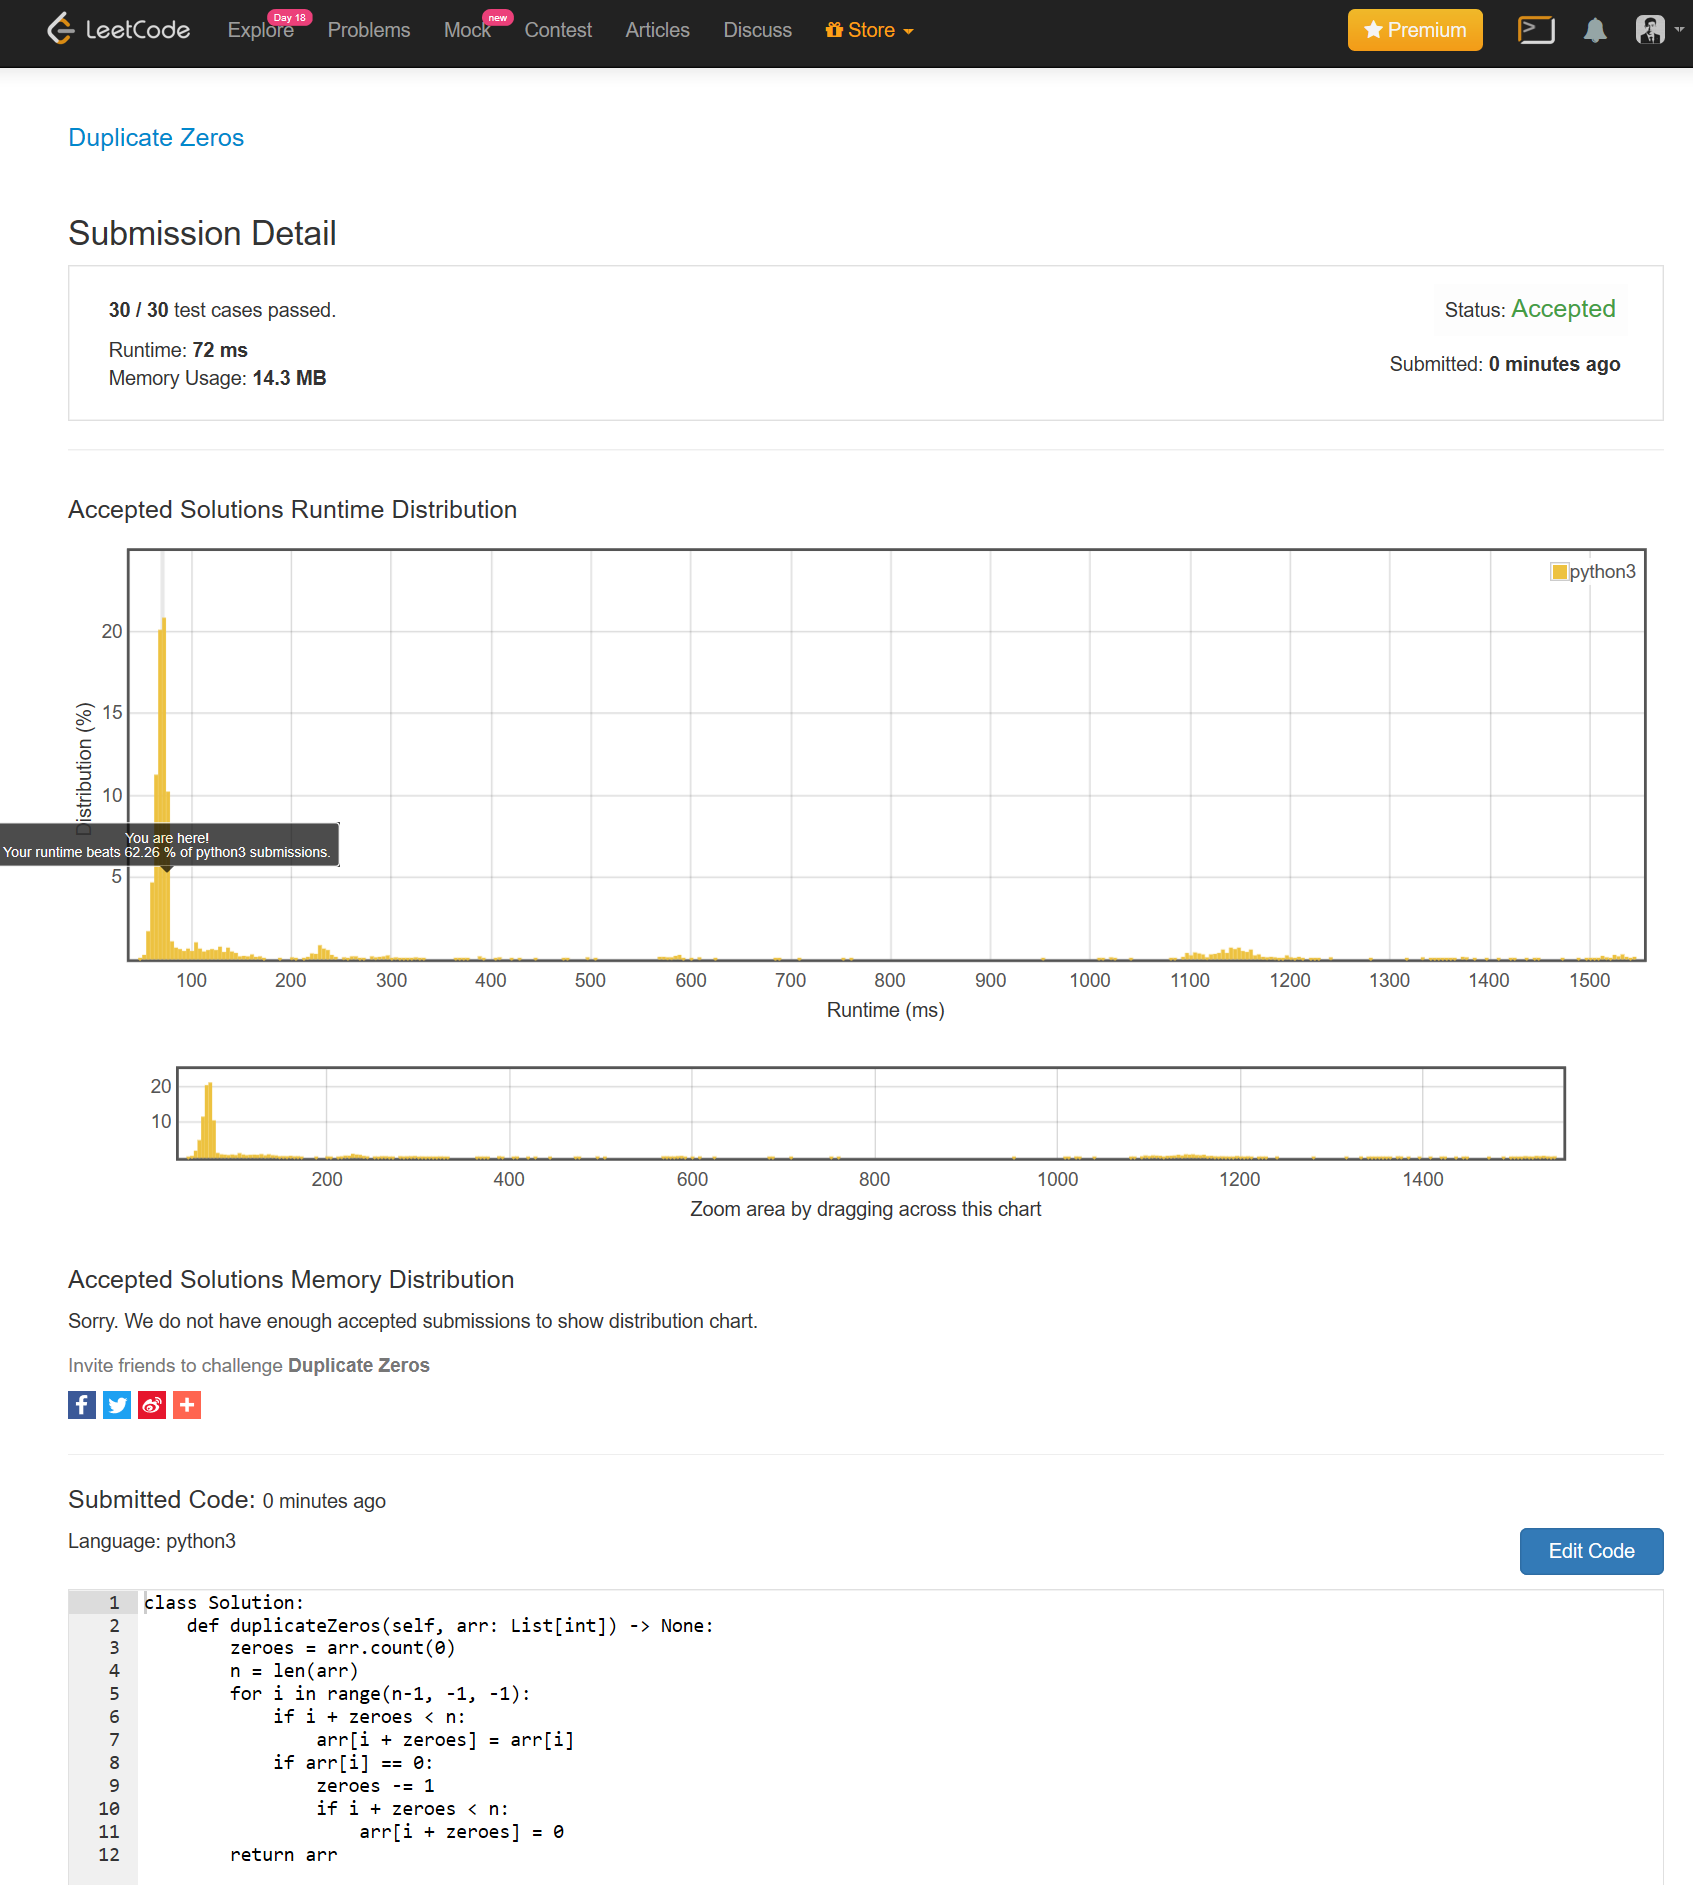 LeetCode
Explore Day 18 Problems Mock new Contest Articles Discuss Store Premium
Duplicate Zeros
Submission Detail
30 / 30 test cases passed.
Status: Accepted
Runtime: 72 ms
Submitted: 0 minutes ago
Memory Usage: 14.3 MB
Accepted Solutions Runtime Distribution
python3
20
15
10
5
Distribution (%)
You are here!
Your runtime beats 62.26 % of python3 submissions.
100 200 300 400 500 600 700 800 900 1000 1100 1200 1300 1400 1500
Runtime (ms)
20
10
200 400 600 800 1000 1200 1400
Zoom area by dragging across this chart
Accepted Solutions Memory Distribution
Sorry. We do not have enough accepted submissions to show distribution chart.
Invite friends to challenge Duplicate Zeros
Submitted Code: 0 minutes ago
Language: python3
Edit Code
1 class Solution:
2     def duplicateZeros(self, arr: List[int]) -> None:
3         zeroes = arr.count(0)
4         n = len(arr)
5         for i in range(n-1, -1, -1):
6             if i + zeroes < n:
7                 arr[i + zeroes] = arr[i]
8             if arr[i] == 0:
9                 zeroes -= 1
10                 if i + zeroes < n:
11                     arr[i + zeroes] = 0
12         return arr